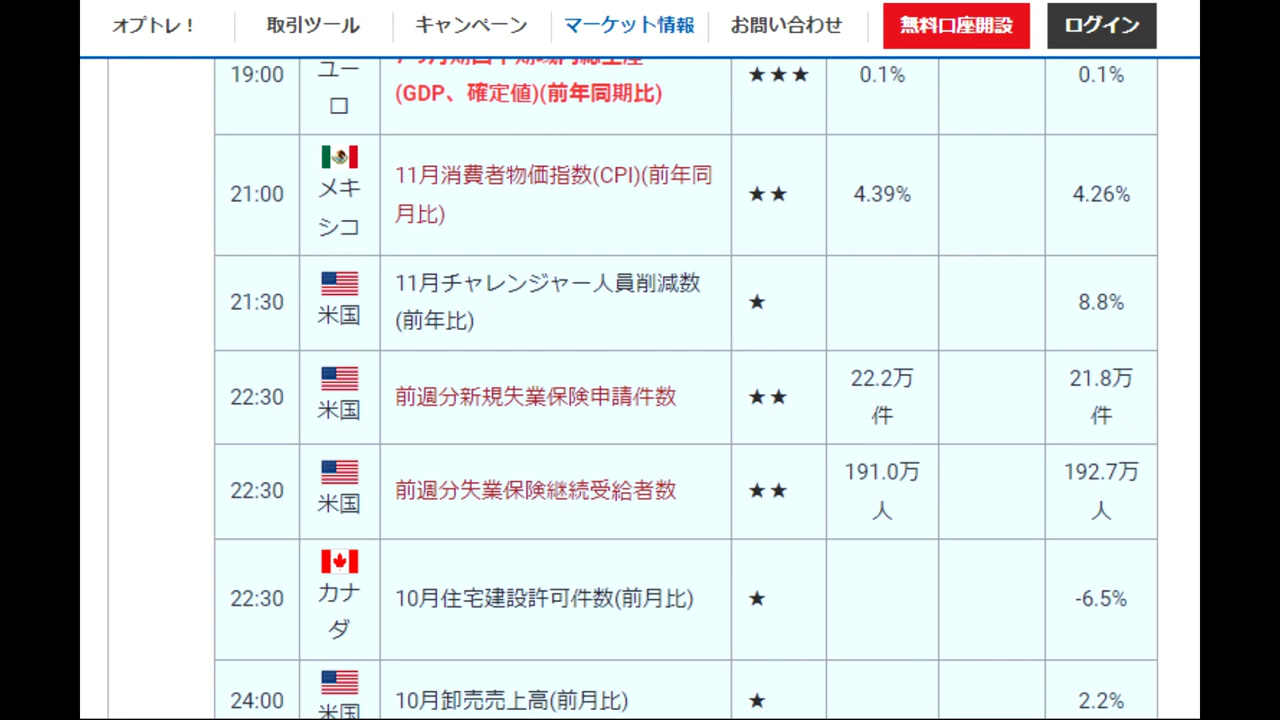 オプトレ！ 取引ツール キャンペーン マーケット情報 お問い合わせ 無料口座開設 ログイン
19:00 ユーロ (GDP、確定値)(前年同期比) ★★★ 0.1% 0.1%
21:00 メキシコ 11月消費者物価指数(CPI)(前年同月比) ★★ 4.39% 4.26%
21:30 米国 11月チャレンジャー人員削減数(前年比) ★ 8.8%
22:30 米国 前週分新規失業保険申請件数 ★★ 22.2万件 21.8万件
22:30 米国 前週分失業保険継続受給者数 ★★ 191.0万人 192.7万人
22:30 カナダ 10月住宅建設許可件数(前月比) ★ -6.5%
24:00 米国 10月卸売売上高(前月比) ★ 2.2%